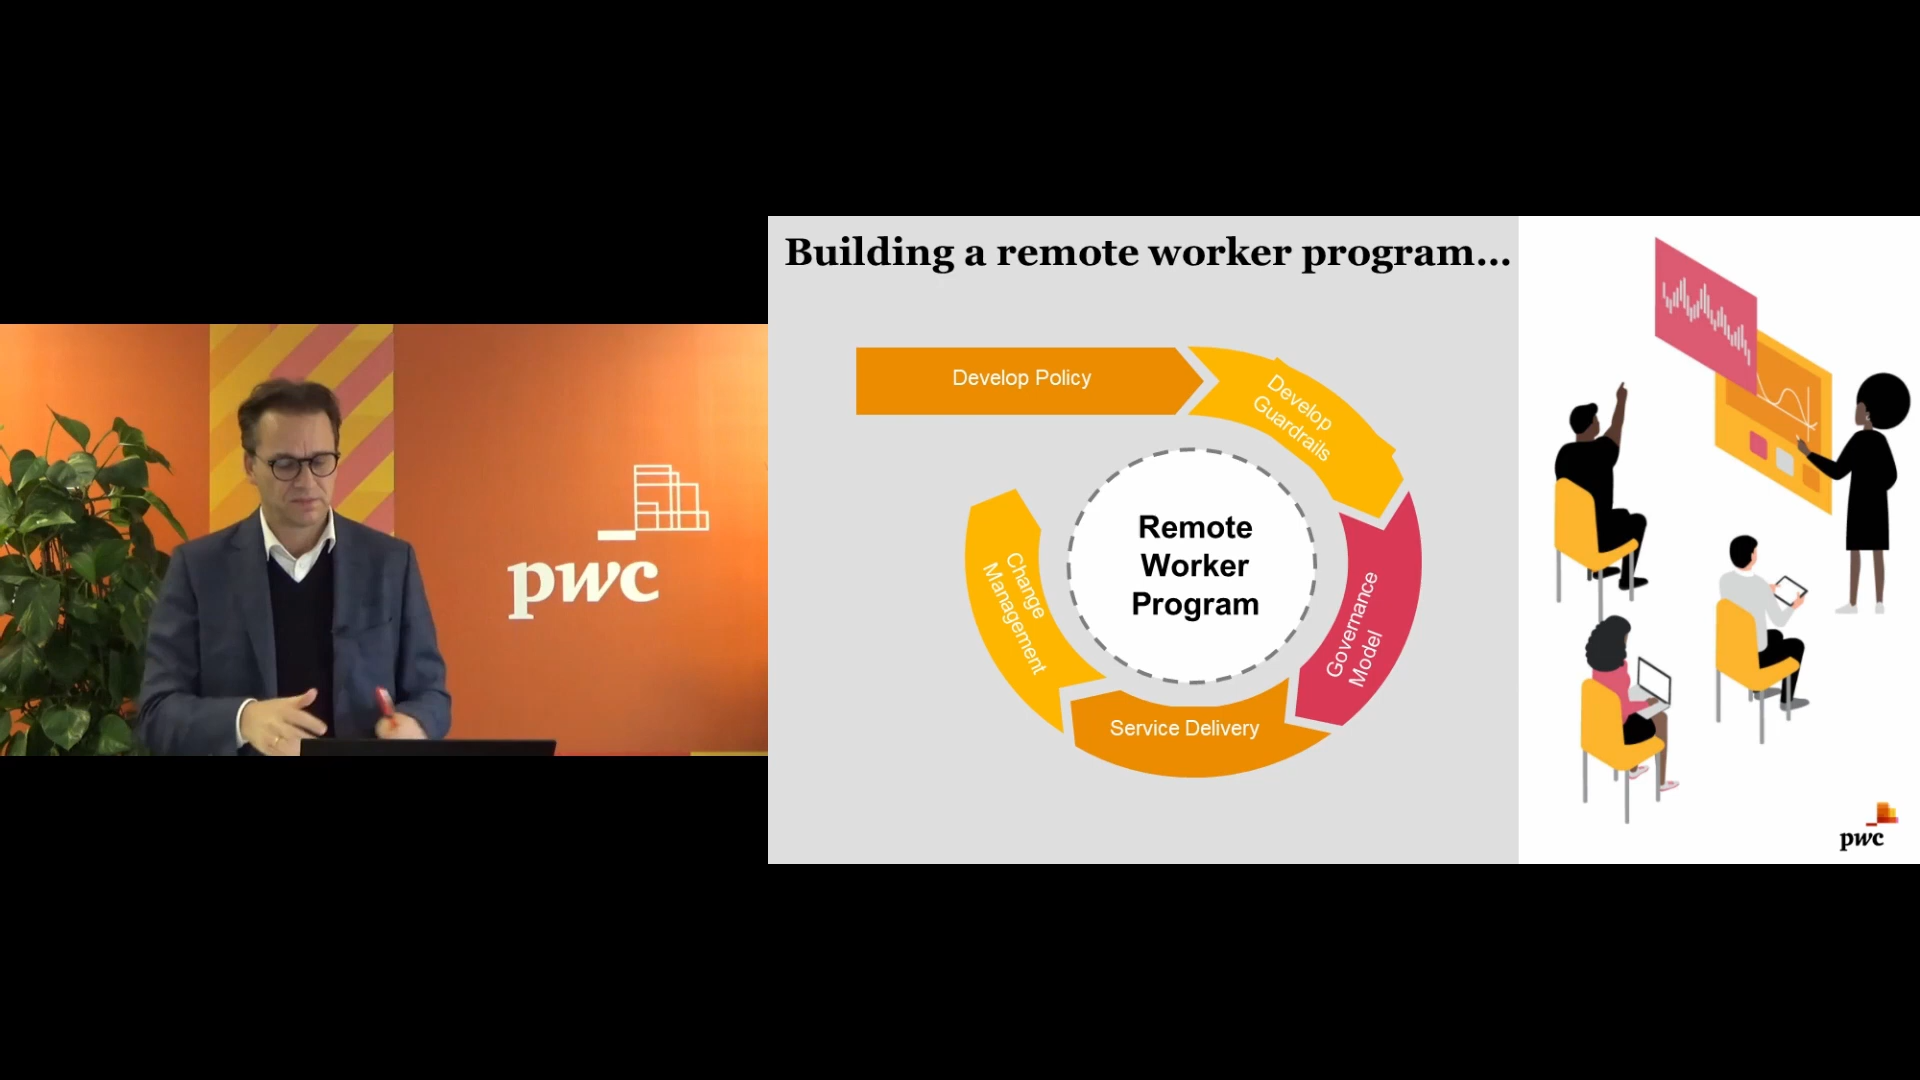 pwc
Building a remote worker program...
Develop Policy
Develop
Guardrails
Governance
Model
Service Delivery
Change
Management
Remote
Worker
Program
pwc